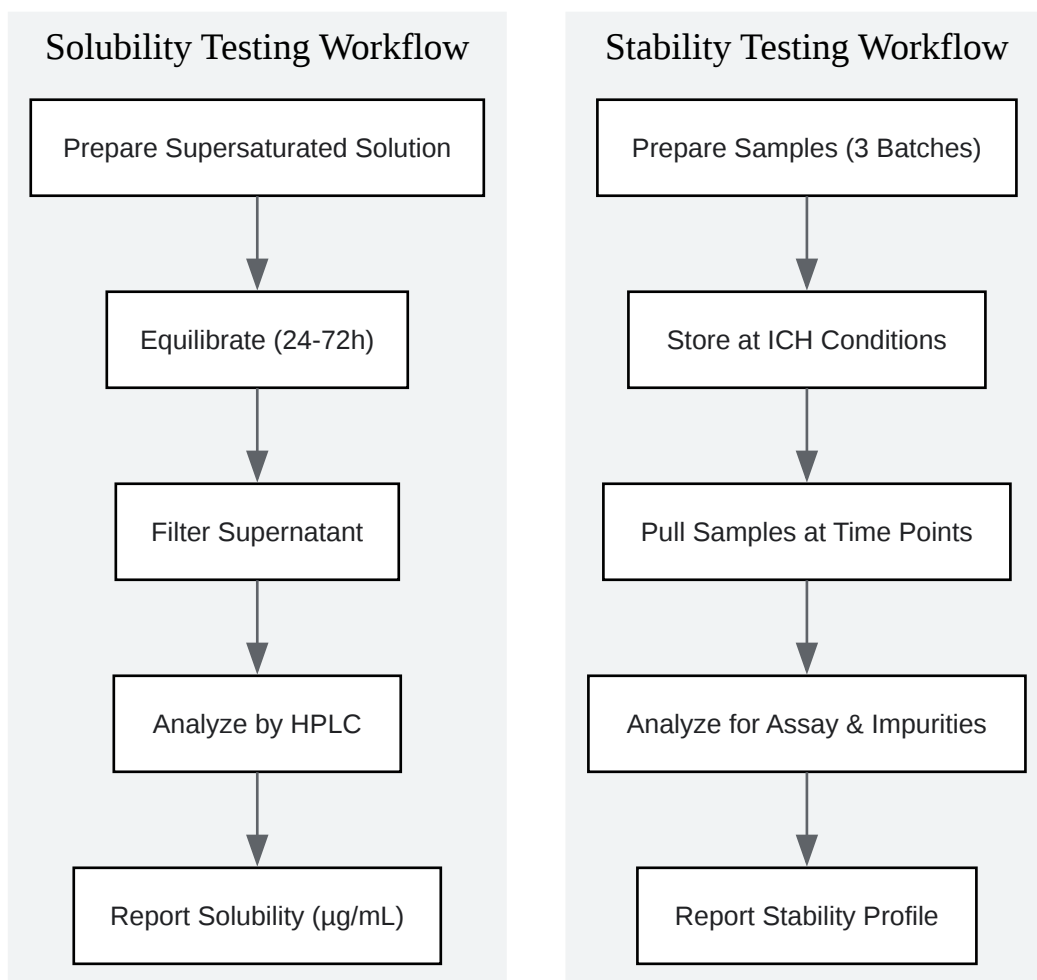 Solubility Testing Workflow
Prepare Supersaturated Solution
Equilibrate (24-72h)
Filter Supernatant
Analyze by HPLC
Report Solubility (µg/mL)
Stability Testing Workflow
Prepare Samples (3 Batches)
Store at ICH Conditions
Pull Samples at Time Points
Analyze for Assay & Impurities
Report Stability Profile